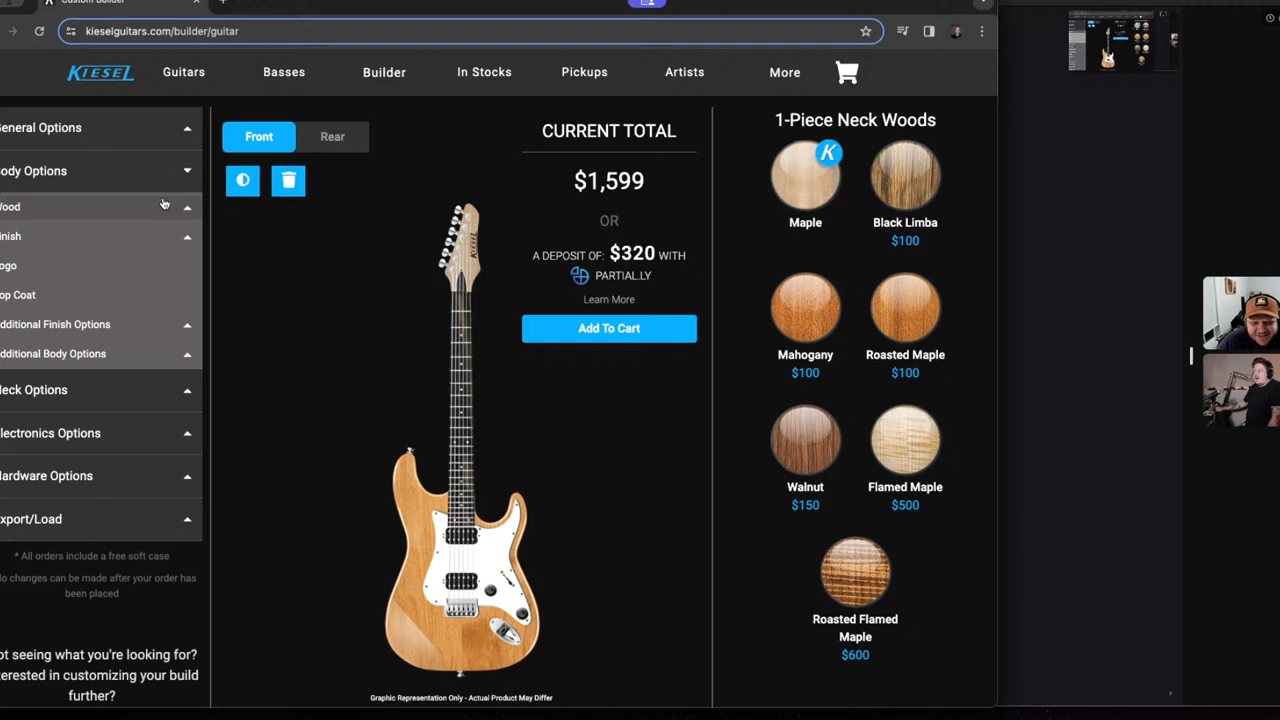 Custom Builder
kieselguitars.com/builder/guitar
KIESEL
Guitars
Basses
Builder
In Stocks
Pickups
Artists
More
eneral Options
ody Options
ood
inish
ogo
op Coat
dditional Finish Options
dditional Body Options
eck Options
lectronics Options
ardware Options
xport/Load
* All orders include a free soft case
o changes can be made after your order has
been placed
ot seeing what you're looking for?
terested in customizing your build
further?
Front
Rear
CURRENT TOTAL
$1,599
OR
A DEPOSIT OF: $320 WITH
PARTIAL.LY
Learn More
Add To Cart
KIESEL
Graphic Representation Only - Actual Product May Differ
1-Piece Neck Woods
K
Maple
Black Limba
$100
Mahogany
$100
Roasted Maple
$100
Walnut
$150
Flamed Maple
$500
Roasted Flamed
Maple
$600